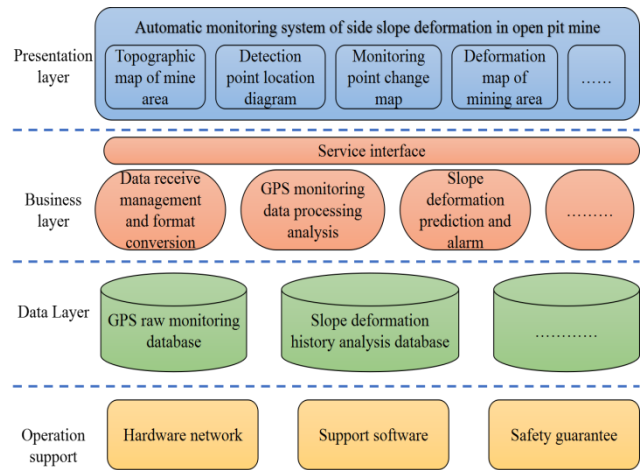 Automatic monitoring system of side slope deformation in open pit mine
Presentation
layer
Topographic
map of mine
area
Detection
point location
diagram
Monitoring
point change
map
Deformation
map of
mining area
......
Service interface
Business
layer
Data receive
management
and format
conversion
GPS monitoring
data processing
analysis
Slope
deformation
prediction and
alarm
.........
Data Layer
GPS raw monitoring
database
Slope deformation
history analysis database
............
Operation
support
Hardware network
Support software
Safety guarantee